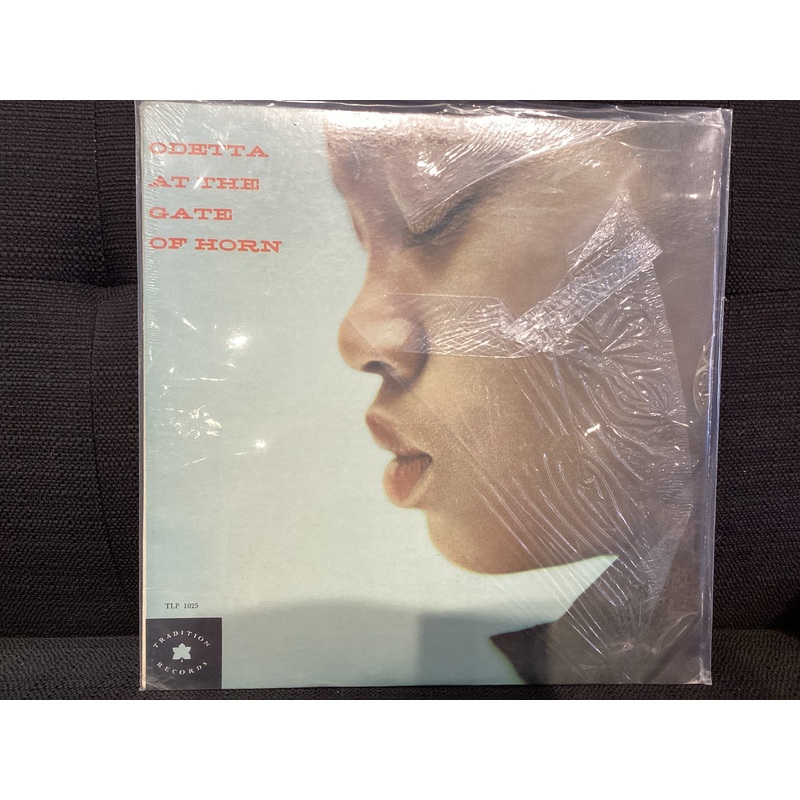 ODETTA
AT THE
GATE
OF HORN
TLP 1025
TRADITION
RECORDS